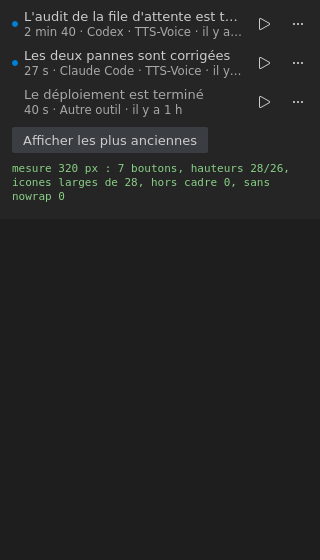 L'audit de la file d'attente est t…
2 min 40 · Codex · TTS-Voice · il y a…
Les deux pannes sont corrigées
27 s · Claude Code · TTS-Voice · il y…
Le déploiement est terminé
40 s · Autre outil · il y a 1 h
Afficher les plus anciennes
mesure 320 px : 7 boutons, hauteurs 28/26,
icones larges de 28, hors cadre 0, sans
nowrap 0